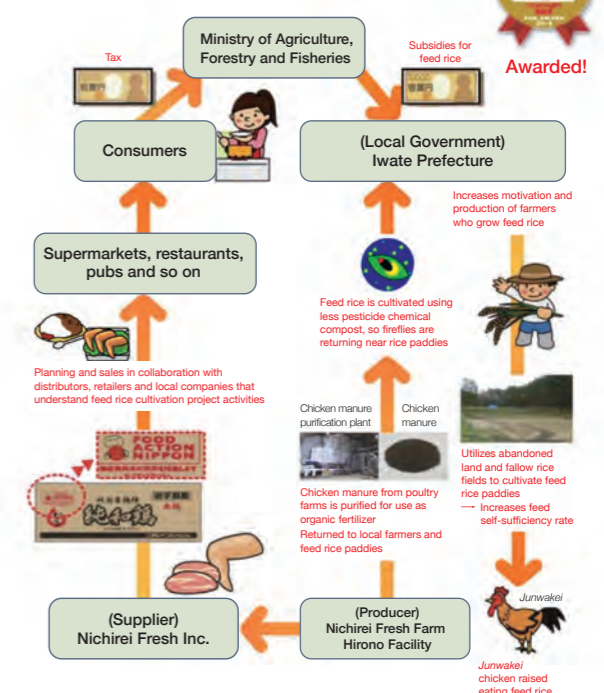 Ministry of Agriculture,
Forestry and Fisheries
Tax
Subsidies for
feed rice
Awarded!
Consumers
(Local Government)
Iwate Prefecture
Increases motivation and
production of farmers
who grow feed rice
Supermarkets, restaurants,
pubs and so on
Feed rice is cultivated using
less pesticide chemical
compost, so fireflies are
returning near rice paddies
Planning and sales in collaboration with
distributors, retailers and local companies that
understand feed rice cultivation project activities
Chicken manure
purification plant
Chicken
manure
FOOD
ACTION
NIPPON
純和鶏
Utilizes abandoned
land and fallow rice
fields to cultivate feed
rice paddies
→ Increases feed
self-sufficiency rate
Chicken manure from poultry
farms is purified for use as
organic fertilizer
Returned to local farmers and
feed rice paddies
Junwakei
(Supplier)
Nichirei Fresh Inc.
(Producer)
Nichirei Fresh Farm
Hirono Facility
Junwakei
chicken raised
eating feed rice